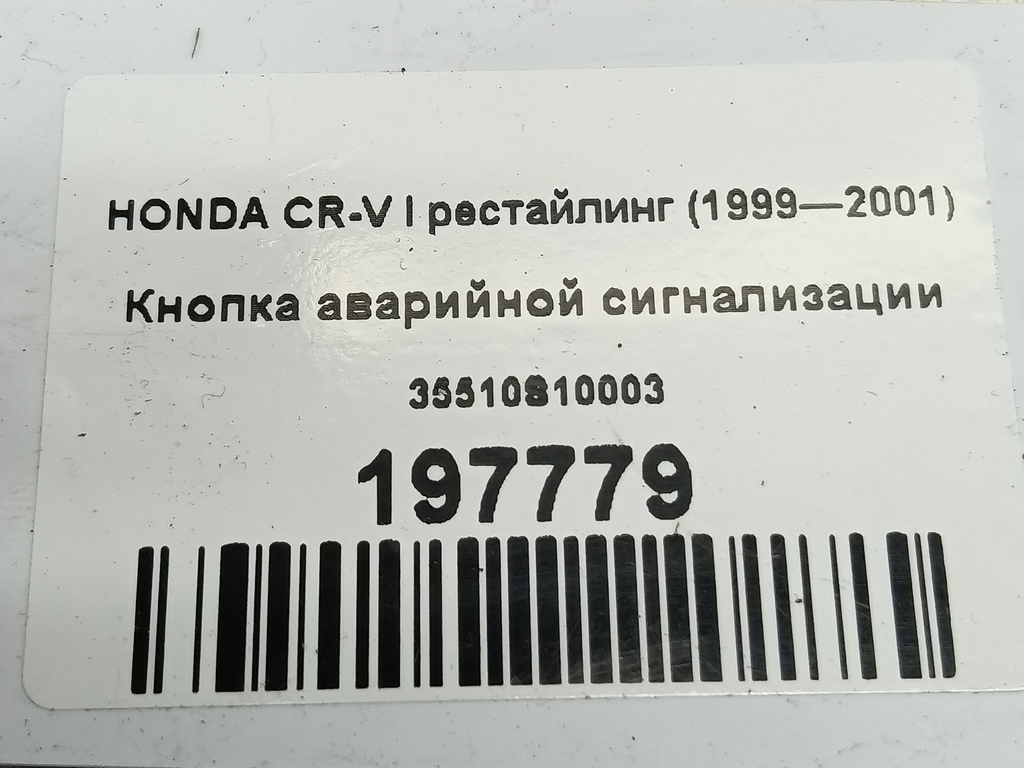 HONDA CR-V I рестайлинг (1999—2001)
Кнопка аварийной сигнализации
35510S10003
197779